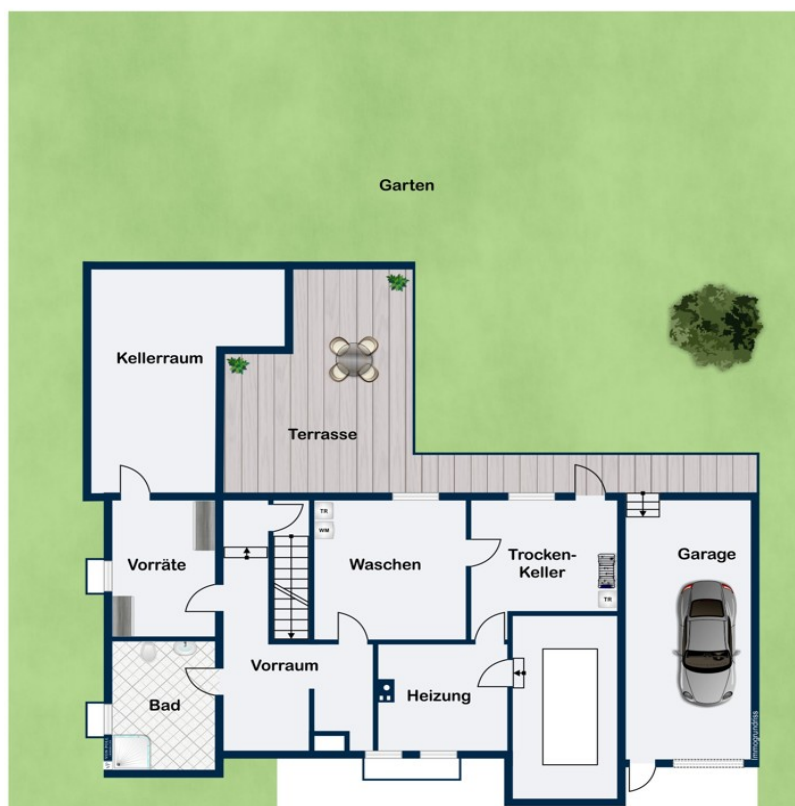 Garten
Kellerraum
Terrasse
TR
WM
Vorräte
Waschen
Trocken-
Keller
TR
Garage
Vorraum
Bad
Heizung
Immogrundriss